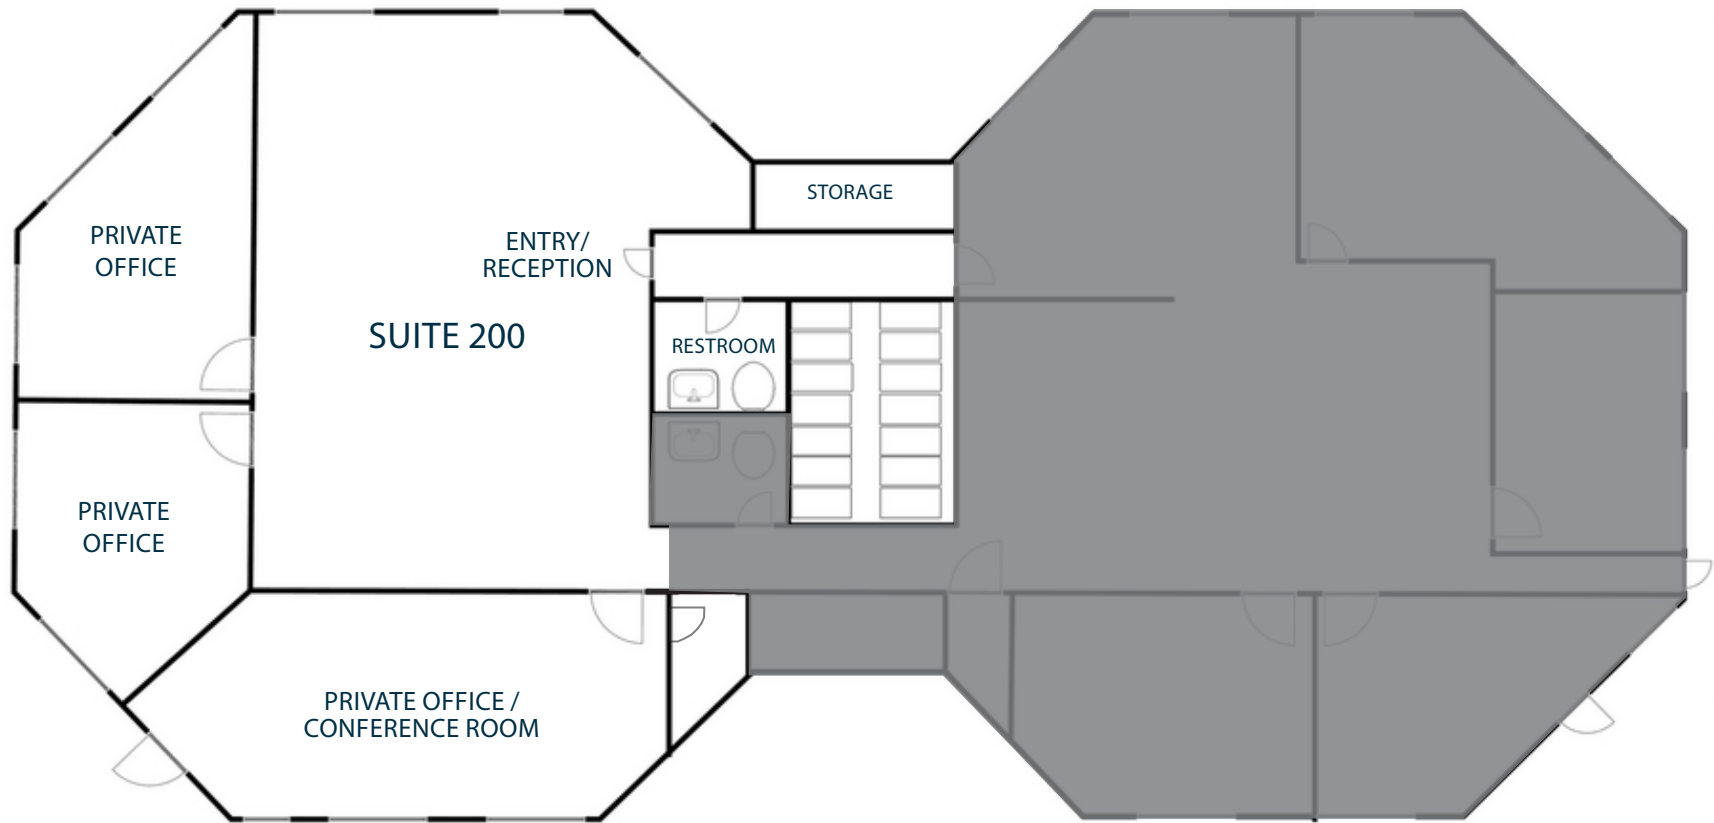 STORAGE
PRIVATE
OFFICE
ENTRY/
RECEPTION
SUITE 200
RESTROOM
PRIVATE
OFFICE
PRIVATE OFFICE /
CONFERENCE ROOM